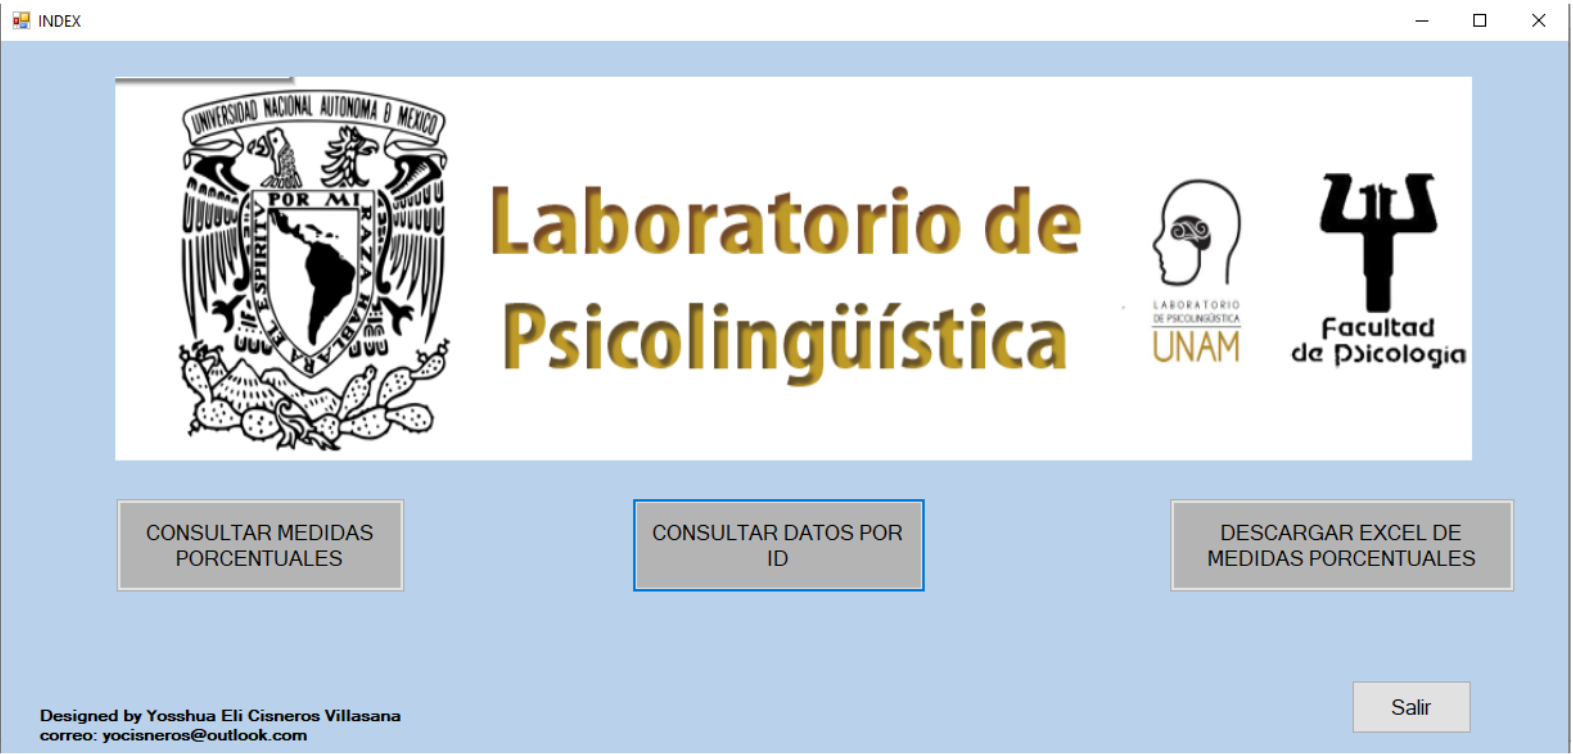 INDEX
UNIVERSIDAD NACIONAL AUTONOMA D MEXICO
POR MI
RAZA HABLARA
EL ESPIRITV
Laboratorio de
Psicolingüística
LABORATORIO
DE PSICOLINGÜÍSTICA
UNAM
Facultad
de Psicología
CONSULTAR MEDIDAS
PORCENTUALES
CONSULTAR DATOS POR
ID
DESCARGAR EXCEL DE
MEDIDAS PORCENTUALES
Salir
Designed by Yosshua Eli Cisneros Villasana
correo: yocisneros@outlook.com